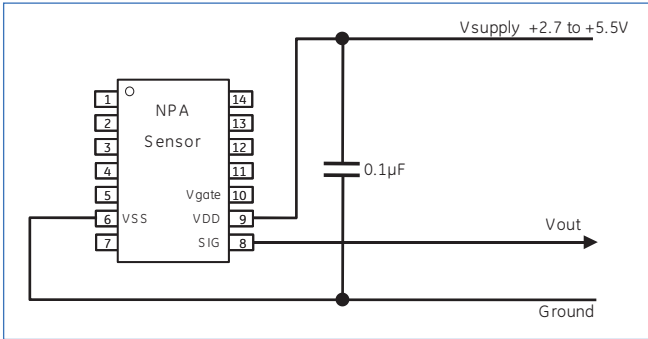 Vsupply +2.7 to +5.5V
NPA
Sensor
1
2
3
4
5
6 VSS
7
14
13
12
11
Vgate 10
VDD 9
SIG 8
0.1µF
Vout
Ground